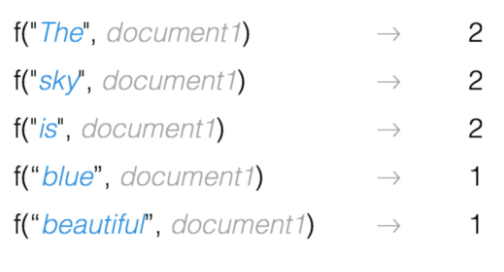 f("The", document1) → 2
f("sky", document1) → 2
f("is", document1) → 2
f(“blue”, document1) → 1
f(“beautiful”, document1) → 1